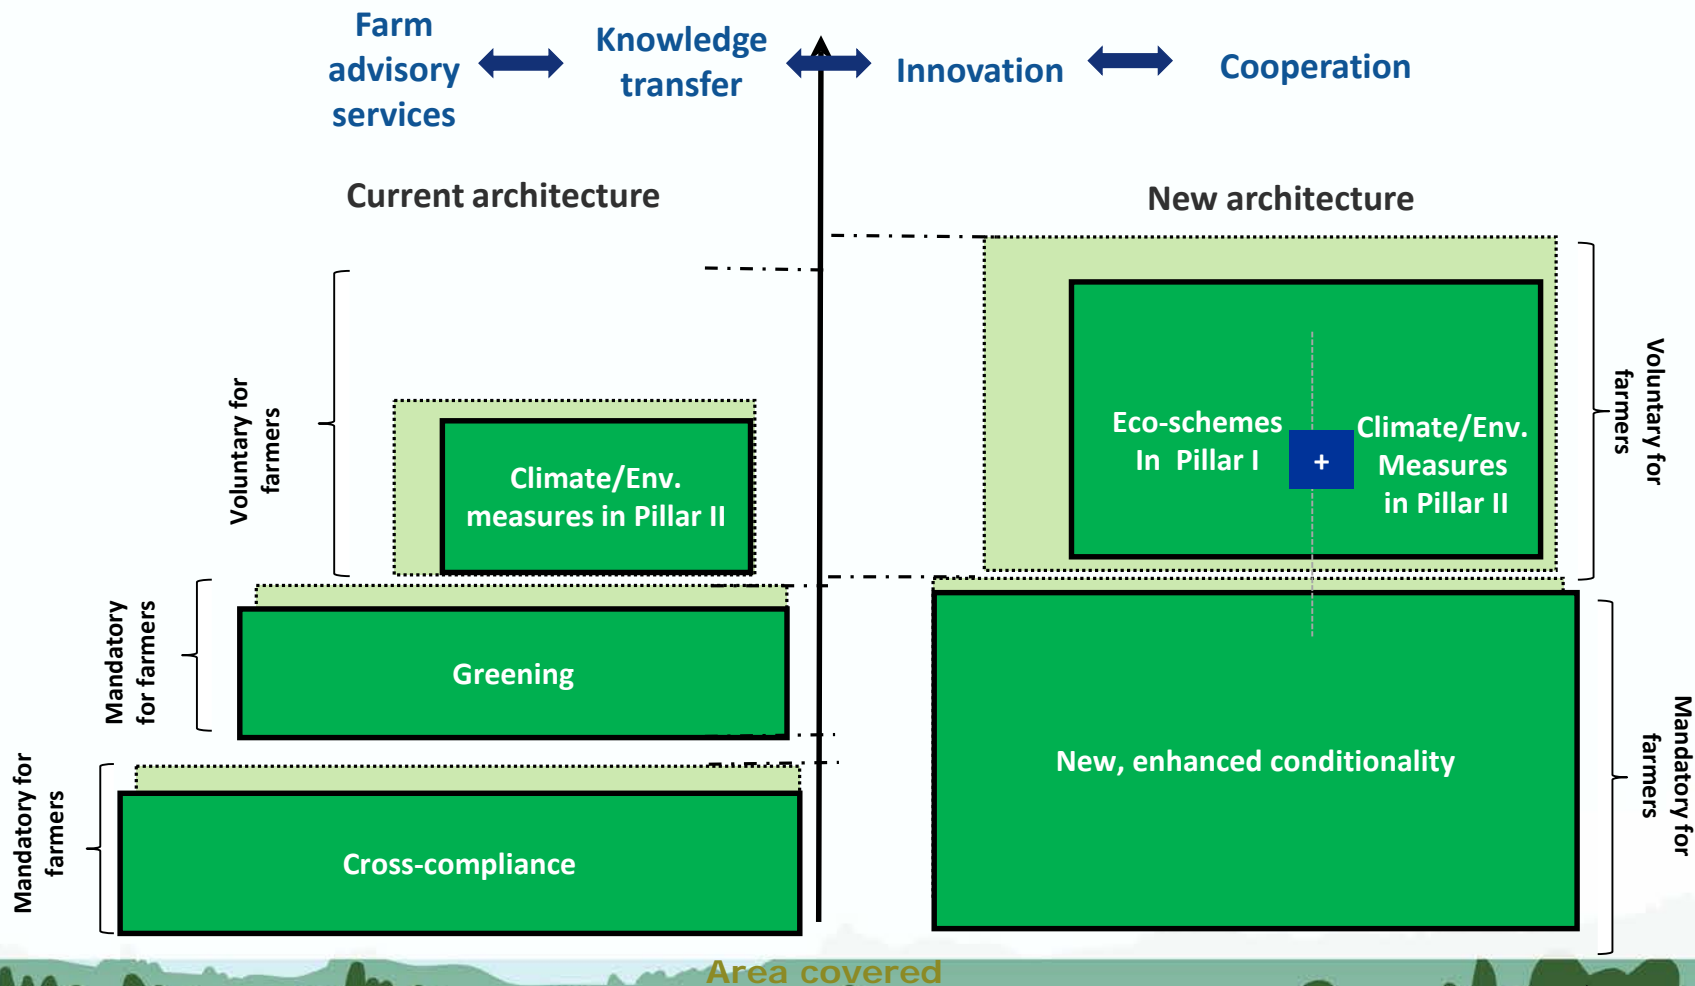 Farm
advisory
services
Knowledge
transfer
Innovation
Cooperation
Current architecture
New architecture
Voluntary for
farmers
Climate/Env.
measures in Pillar II
Mandatory
for farmers
Greening
Mandatory for
farmers
Cross-compliance
Eco-schemes
In Pillar I
+
Climate/Env.
Measures
in Pillar II
Voluntary for
farmers
New, enhanced conditionality
Mandatory for
farmers
Area covered